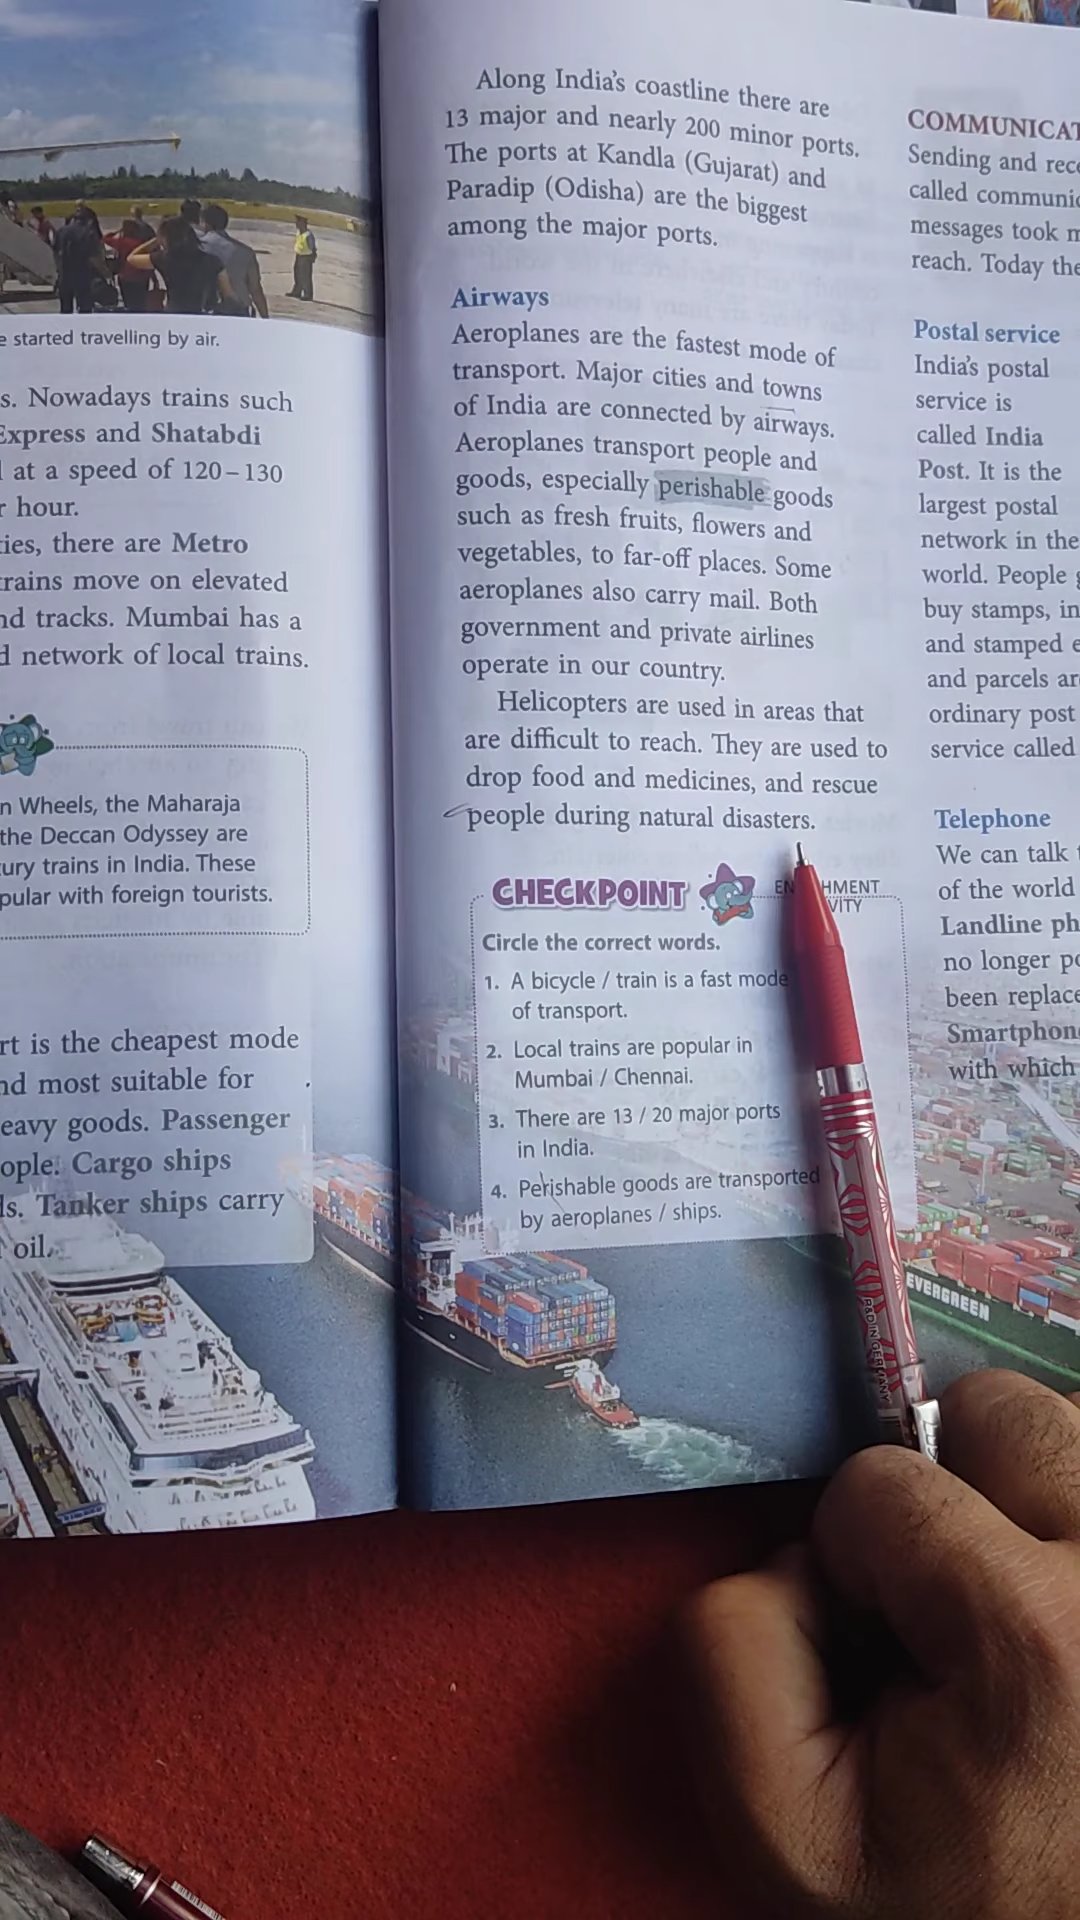 e started travelling by air.
s. Nowadays trains such
Express and Shatabdi
at a speed of 120–130
r hour.
ties, there are Metro
trains move on elevated
nd tracks. Mumbai has a
d network of local trains.
n Wheels, the Maharaja
the Deccan Odyssey are
ury trains in India. These
pular with foreign tourists.
rt is the cheapest mode
nd most suitable for
eavy goods. Passenger
ople. Cargo ships
ls. Tanker ships carry
oil.
Along India's coastline there are
13 major and nearly 200 minor ports.
The ports at Kandla (Gujarat) and
Paradip (Odisha) are the biggest
among the major ports.
Airways
Aeroplanes are the fastest mode of
transport. Major cities and towns
of India are connected by airways.
Aeroplanes transport people and
goods, especially perishable goods
such as fresh fruits, flowers and
vegetables, to far-off places. Some
aeroplanes also carry mail. Both
government and private airlines
operate in our country.
Helicopters are used in areas that
are difficult to reach. They are used to
drop food and medicines, and rescue
people during natural disasters.
CHECKPOINT
EN HMENT
VITY
Circle the correct words.
1. A bicycle / train is a fast mode
of transport.
2. Local trains are popular in
Mumbai / Chennai.
3. There are 13 / 20 major ports
in India.
4. Perishable goods are transported
by aeroplanes / ships.
COMMUNICAT
Sending and rece
called communic
messages took m
reach. Today the
Postal service
India's postal
service is
called India
Post. It is the
largest postal
network in the
world. People g
buy stamps, in
and stamped e
and parcels ar
ordinary post
service called
Telephone
We can talk t
of the world
Landline ph
no longer po
been replace
Smartphon
with which
EVERGREEN
R&D IN GERMANY